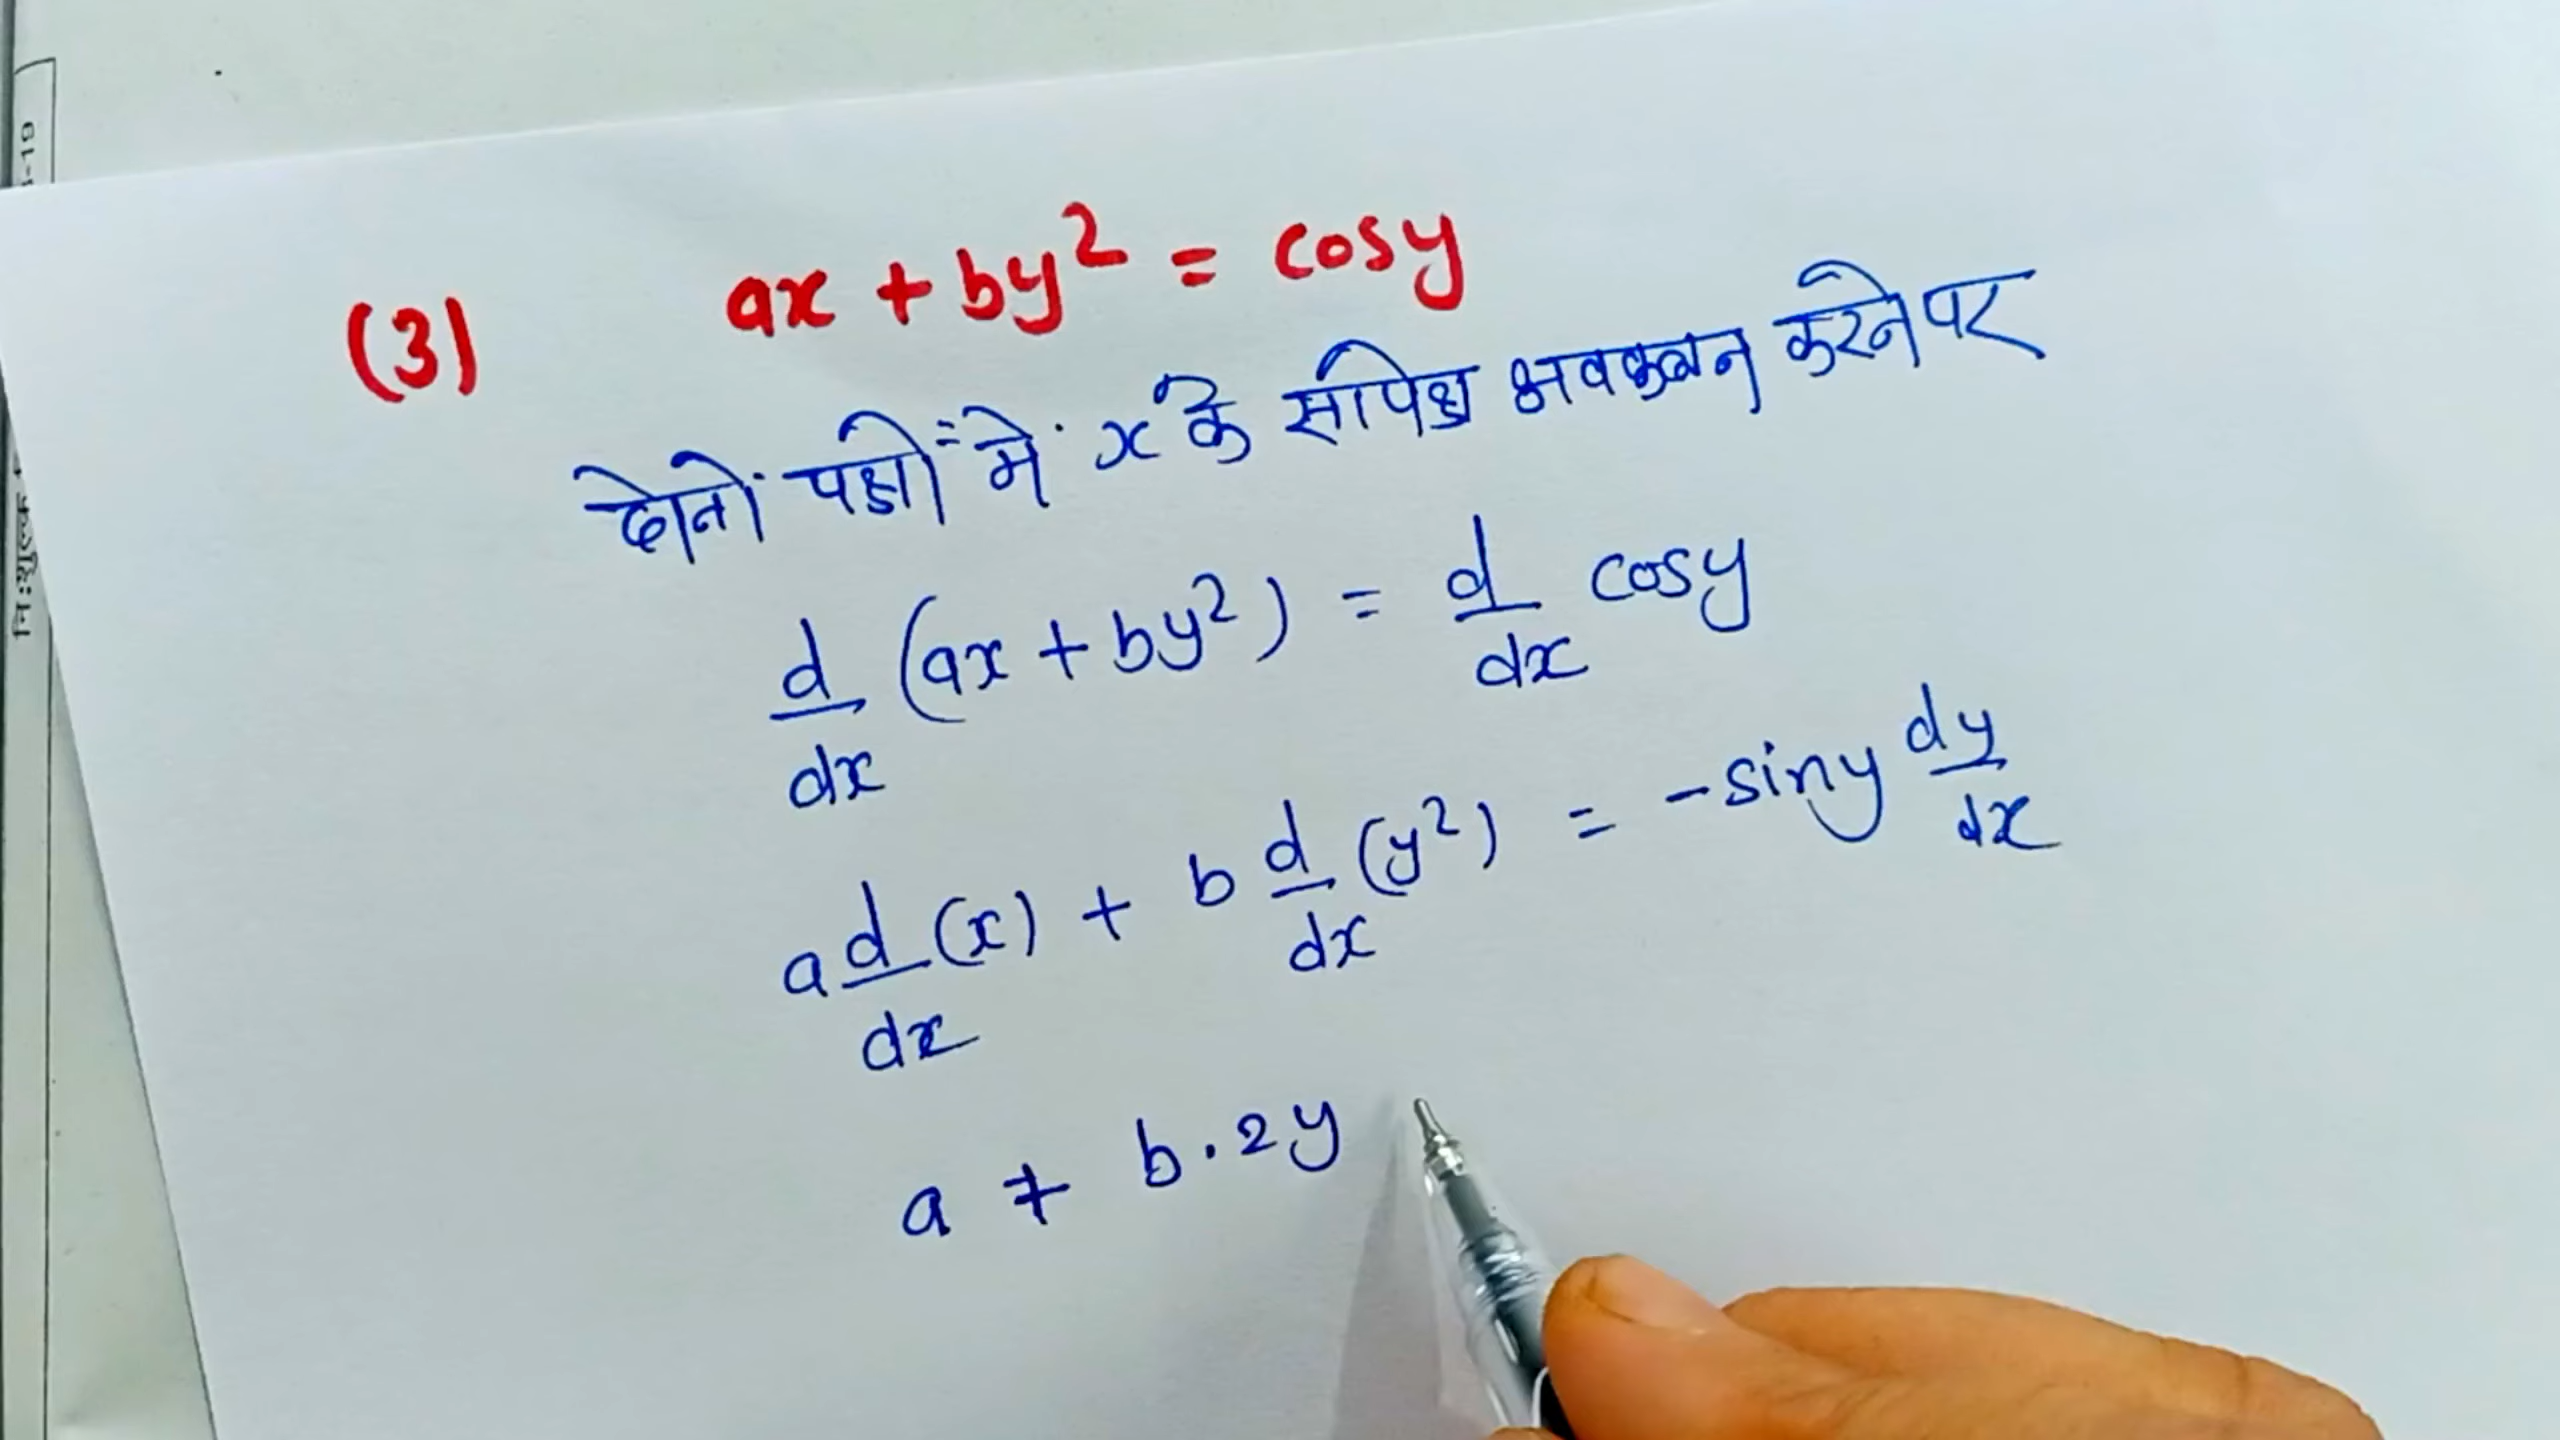 (3) ax + by² = cosy
दोनों पक्षों में x के सापेक्ष अवकलन करने पर
d/dx (ax + by²) = d/dx cosy
a d/dx (x) + b d/dx (y²) = -siny dy/dx
a + b.2y